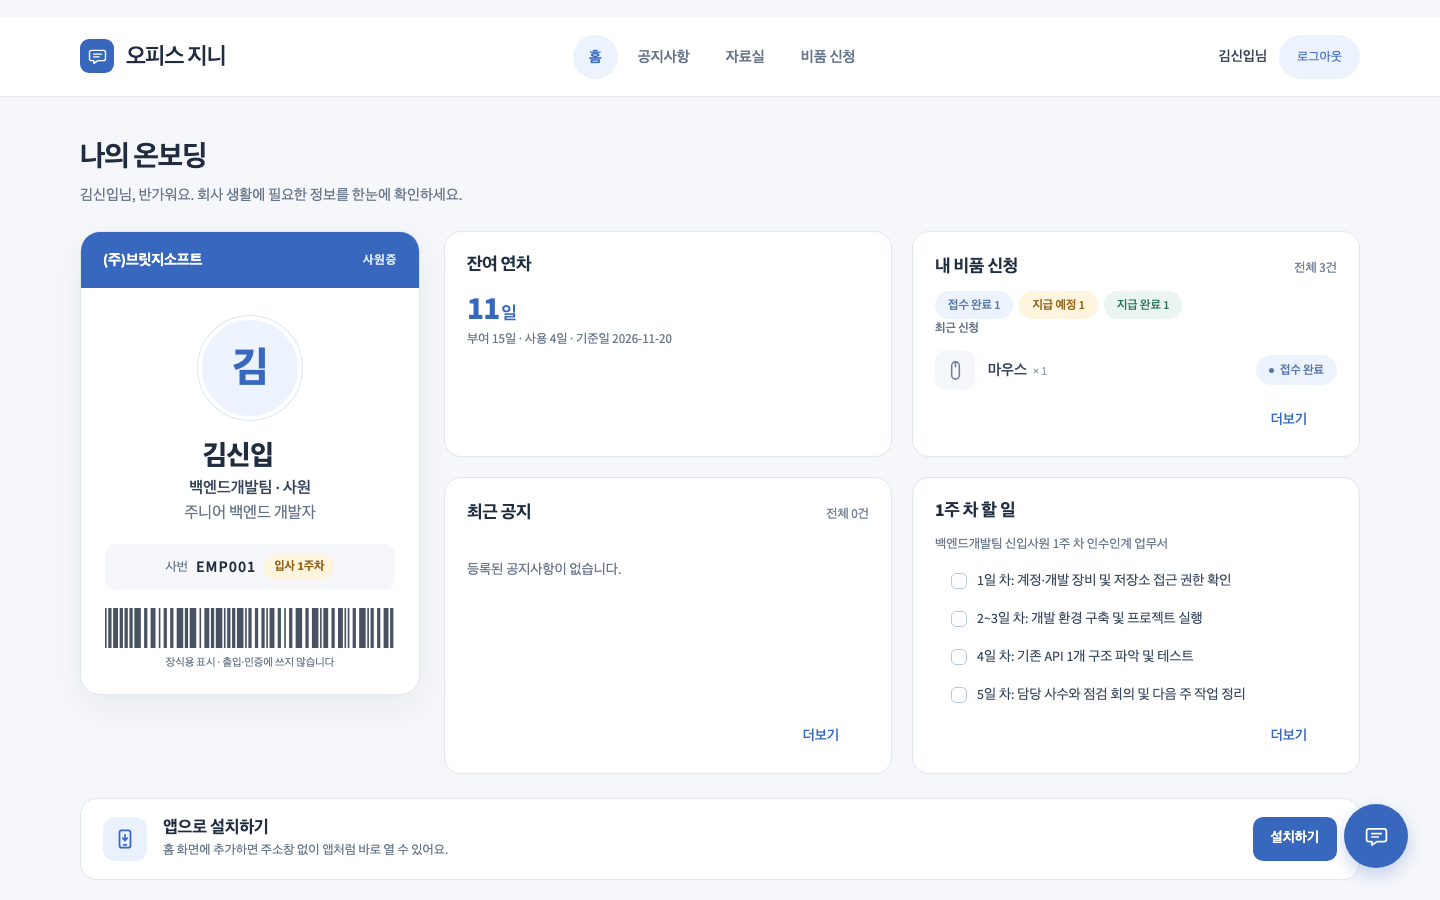 오피스 지니
홈
공지사항
자료실
비품 신청
김신입님
로그아웃
나의 온보딩
김신입님, 반가워요. 회사 생활에 필요한 정보를 한눈에 확인하세요.
(주)브릿지소프트
사원증
김
김신입
백엔드개발팀 · 사원
주니어 백엔드 개발자
사번 EMP001 입사 1주차
장식용 표시 · 출입·인증에 쓰지 않습니다
잔여 연차
11일
부여 15일 · 사용 4일 · 기준일 2026-11-20
내 비품 신청
전체 3건
접수 완료 1
지급 예정 1
지급 완료 1
최근 신청
마우스 × 1
접수 완료
더보기
최근 공지
전체 0건
등록된 공지사항이 없습니다.
더보기
1주 차 할 일
백엔드개발팀 신입사원 1주 차 인수인계 업무서
1일 차: 계정·개발 장비 및 저장소 접근 권한 확인
2~3일 차: 개발 환경 구축 및 프로젝트 실행
4일 차: 기존 API 1개 구조 파악 및 테스트
5일 차: 담당 사수와 점검 회의 및 다음 주 작업 정리
더보기
앱으로 설치하기
홈 화면에 추가하면 주소창 없이 앱처럼 바로 열 수 있어요.
설치하기